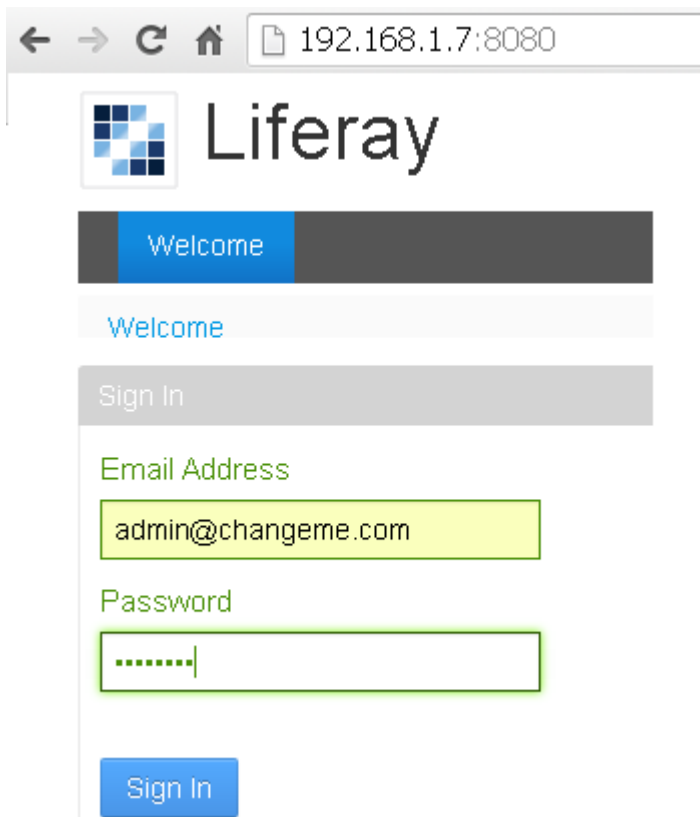 192.168.1.7:8080
Liferay
Welcome
Welcome
Sign In
Email Address
admin@changeme.com
Password
••••••••
Sign In